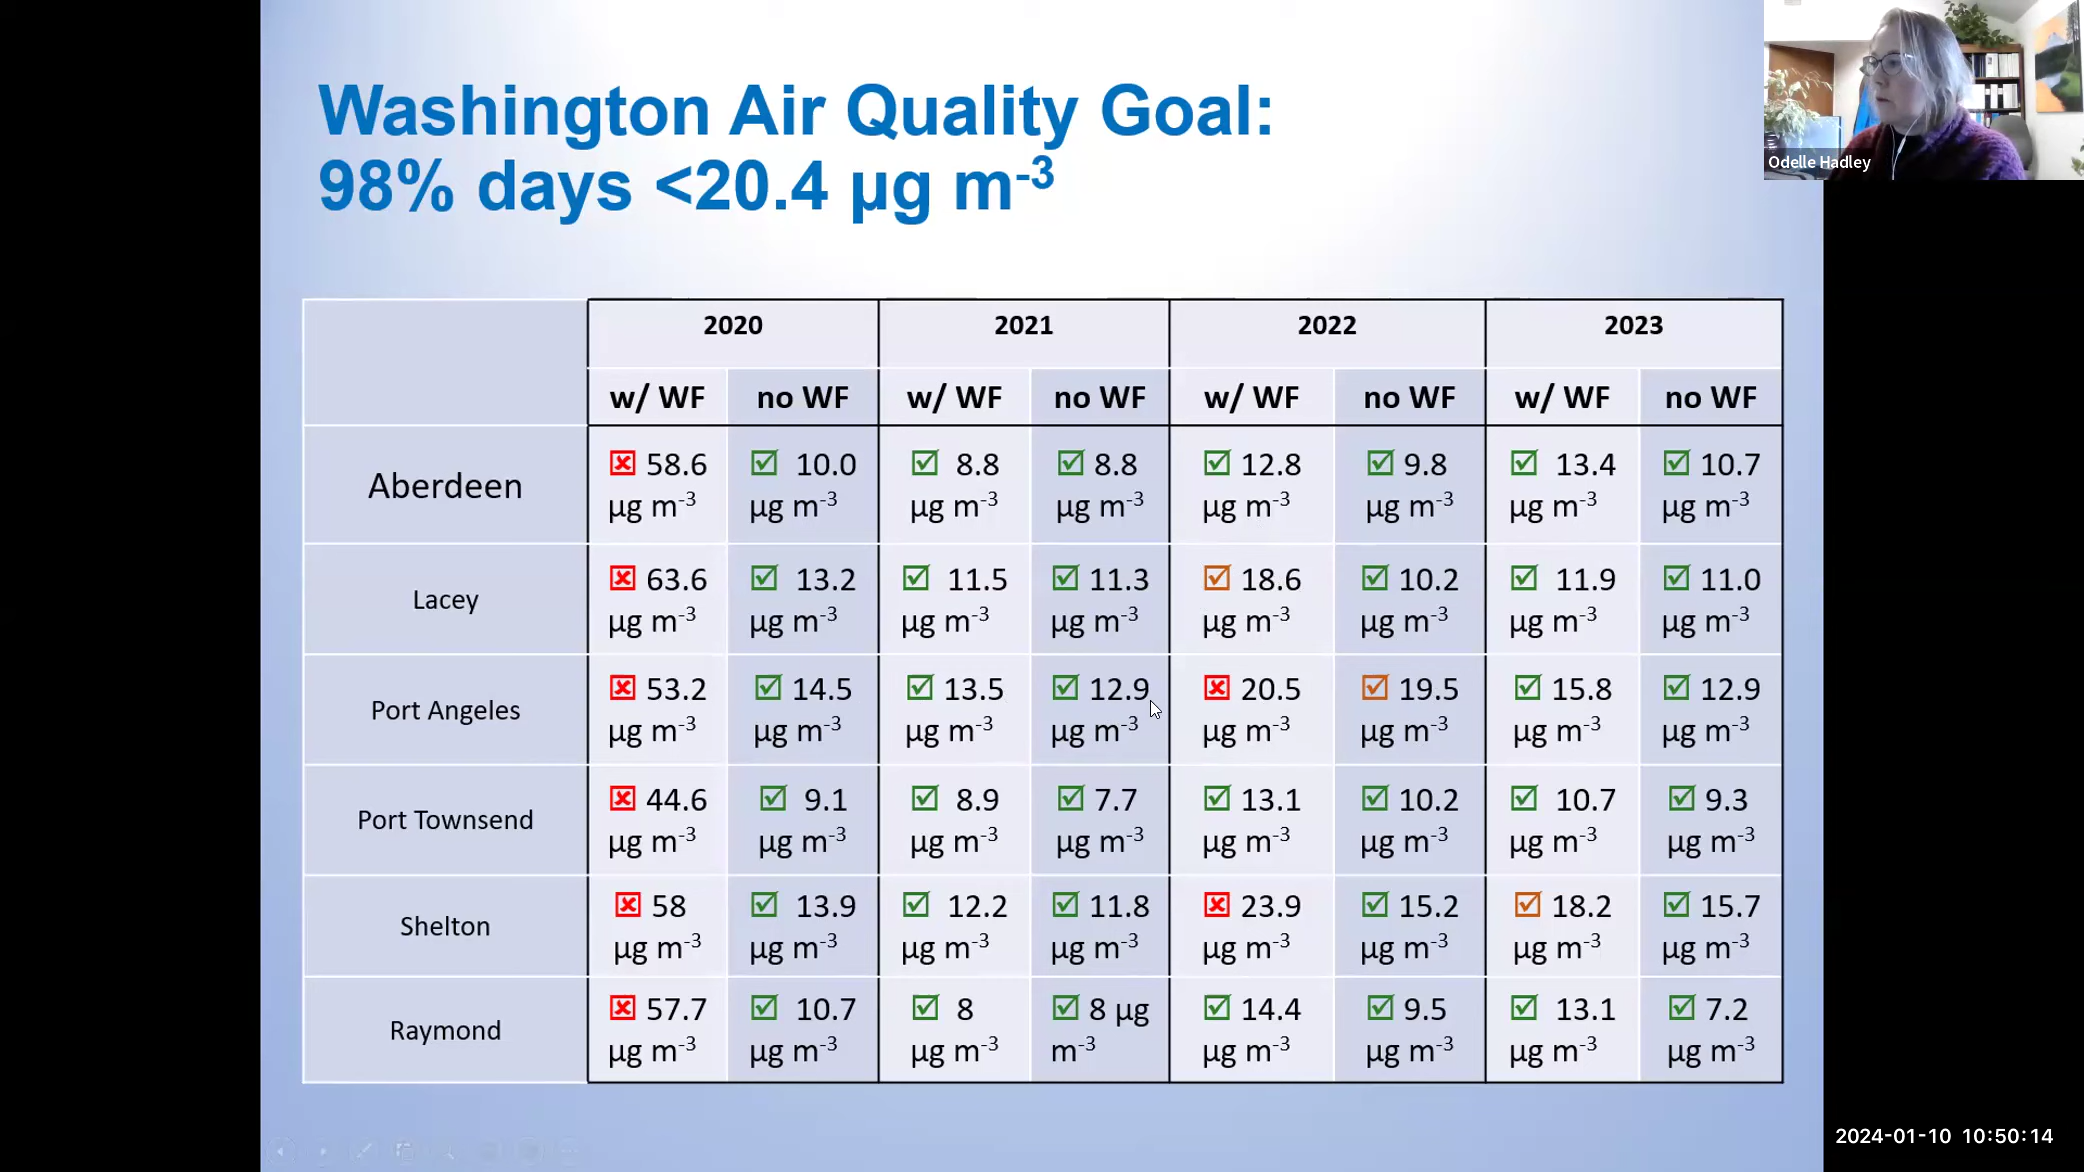 Washington Air Quality Goal:
98% days <20.4 µg m-3
Odelle Hadley
2020 2021 2022 2023
w/ WF no WF w/ WF no WF w/ WF no WF w/ WF no WF
Aberdeen
58.6 10.0 8.8 8.8 12.8 9.8 13.4 10.7
µg m-3 µg m-3 µg m-3 µg m-3 µg m-3 µg m-3 µg m-3 µg m-3
Lacey
63.6 13.2 11.5 11.3 18.6 10.2 11.9 11.0
µg m-3 µg m-3 µg m-3 µg m-3 µg m-3 µg m-3 µg m-3 µg m-3
Port Angeles
53.2 14.5 13.5 12.9 20.5 19.5 15.8 12.9
µg m-3 µg m-3 µg m-3 µg m-3 µg m-3 µg m-3 µg m-3 µg m-3
Port Townsend
44.6 9.1 8.9 7.7 13.1 10.2 10.7 9.3
µg m-3 µg m-3 µg m-3 µg m-3 µg m-3 µg m-3 µg m-3 µg m-3
Shelton
58 13.9 12.2 11.8 23.9 15.2 18.2 15.7
µg m-3 µg m-3 µg m-3 µg m-3 µg m-3 µg m-3 µg m-3 µg m-3
Raymond
57.7 10.7 8 8 µg 14.4 9.5 13.1 7.2
µg m-3 µg m-3 µg m-3 m-3 µg m-3 µg m-3 µg m-3 µg m-3
2024-01-10 10:50:14